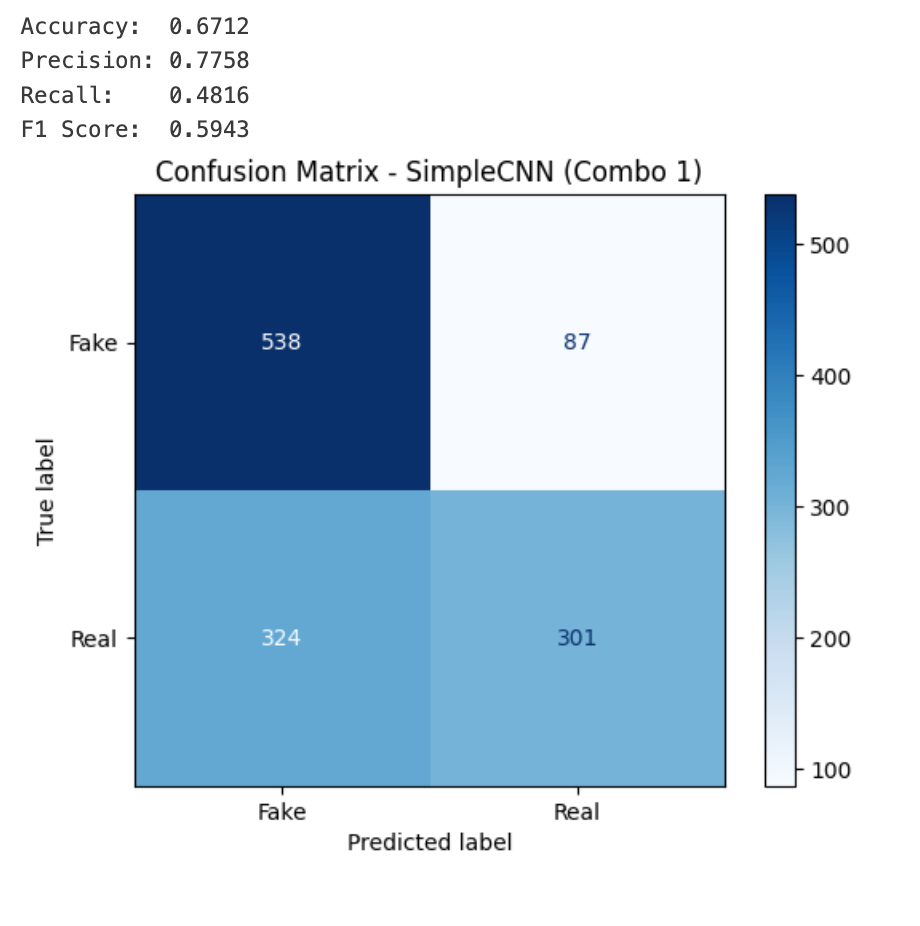 Accuracy:  0.6712
Precision: 0.7758
Recall:    0.4816
F1 Score:  0.5943
Confusion Matrix - SimpleCNN (Combo 1)
538
87
Fake
324
301
Real
True label
Fake
Real
Predicted label
500
400
300
200
100